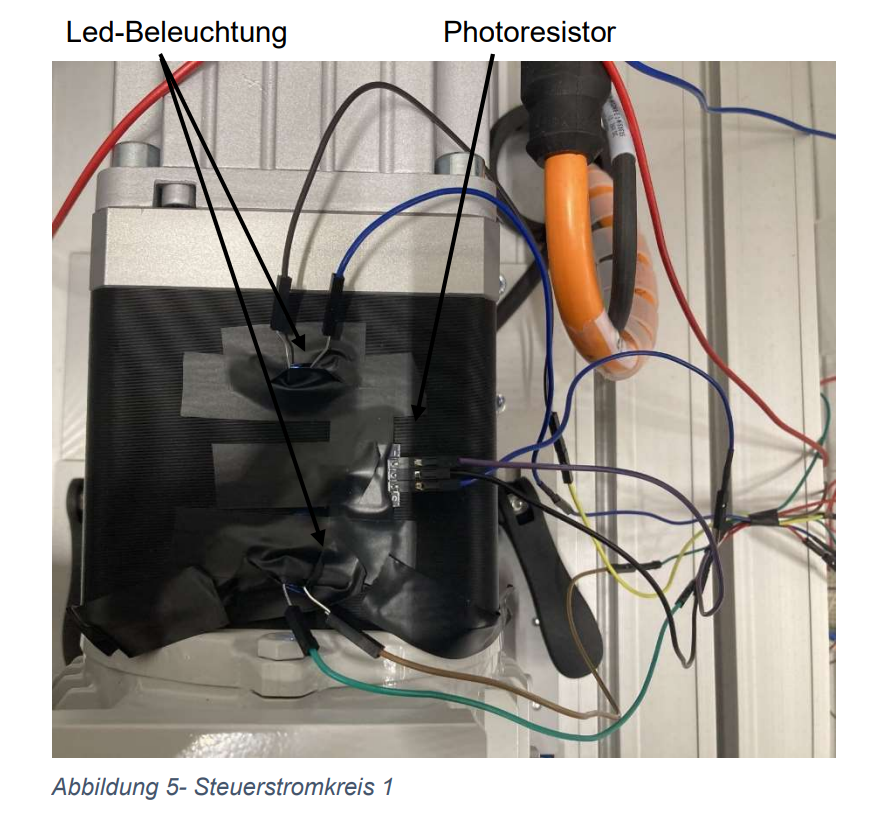 Led-Beleuchtung
Photoresistor
Abbildung 5- Steuerstromkreis 1